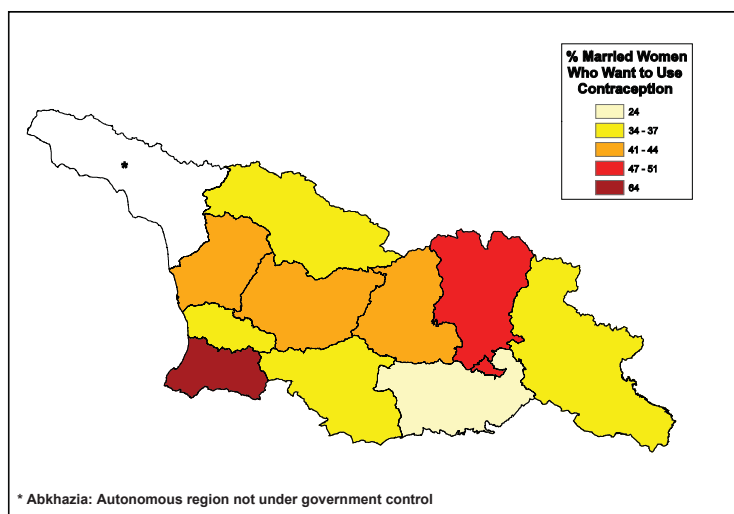 % Married Women
Who Want to Use
Contraception
24
34 - 37
41 - 44
47 - 51
64
*
* Abkhazia: Autonomous region not under government control